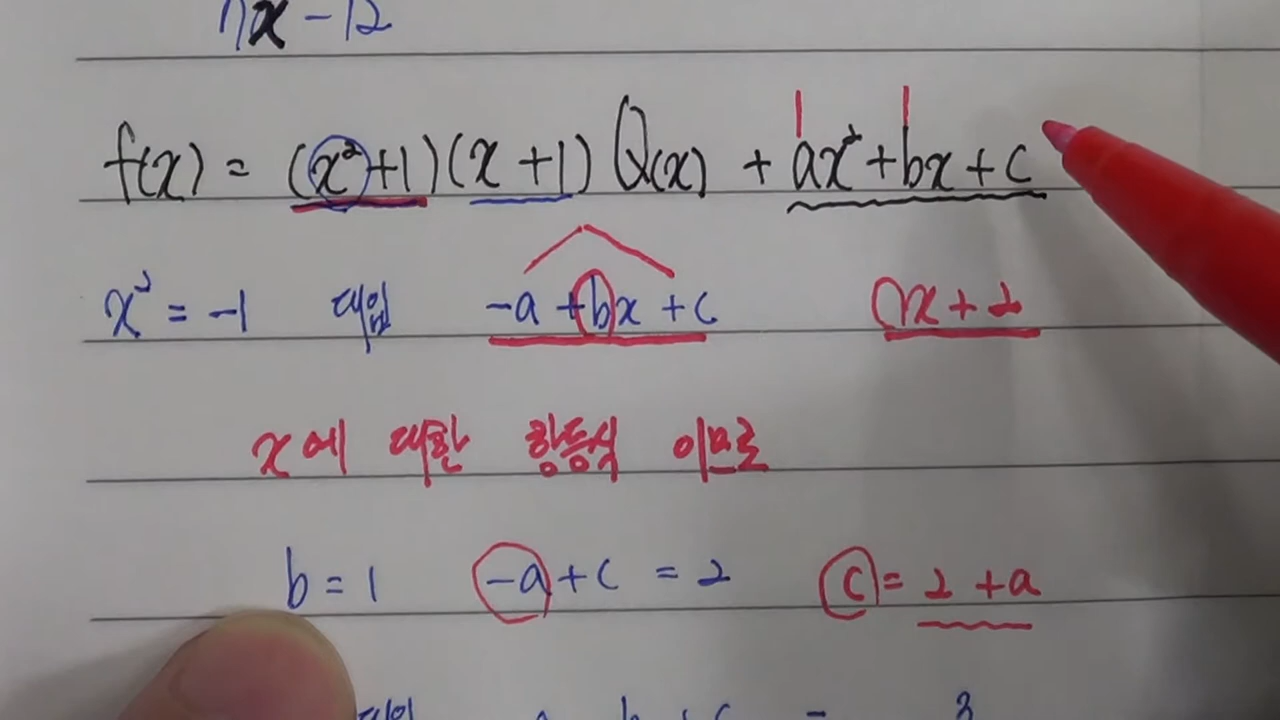 x - 12
f(x) = (x²+1)(x+1)Q(x) + ax²+bx+c
x² = -1 대입 -a+bx+c x+2
x에 대한 항등식 이므로
b=1 -a+c = 2 c = 2+a